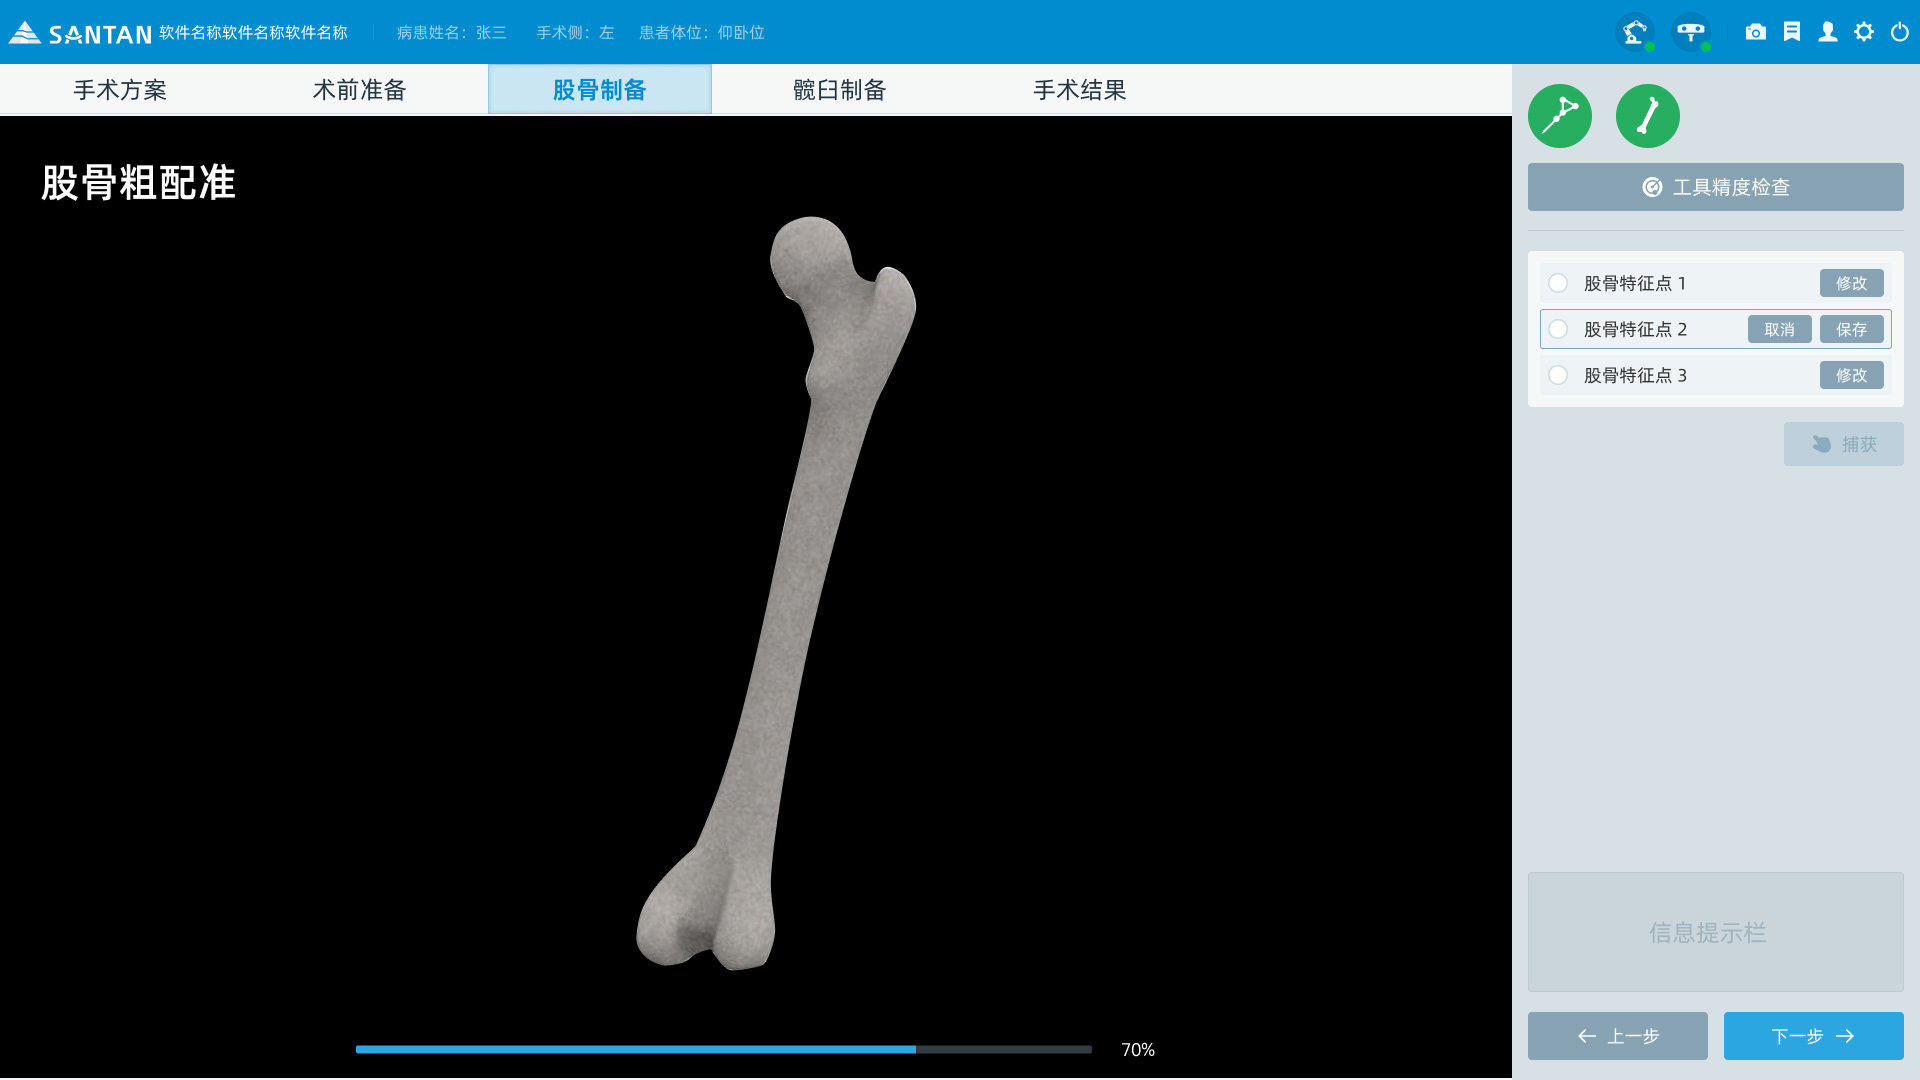 SANTAN 软件名称软件名称软件名称 病患姓名：张三 手术侧：左 患者体位：仰卧位
手术方案 术前准备 股骨制备 髋臼制备 手术结果
股骨粗配准
工具精度检查
股骨特征点 1 修改
股骨特征点 2 取消 保存
股骨特征点 3 修改
捕获
信息提示栏
上一步 下一步
70%